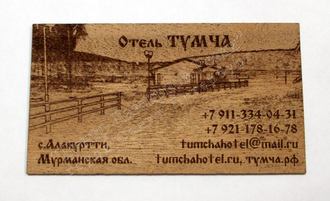 Отель ТУМЧА
+7 911-334-04-31
+7 921-178-16-78
с.Алакуртти,
Мурманская обл.
tumchahotel@mail.ru
tumchahotel.ru, тумча.рф